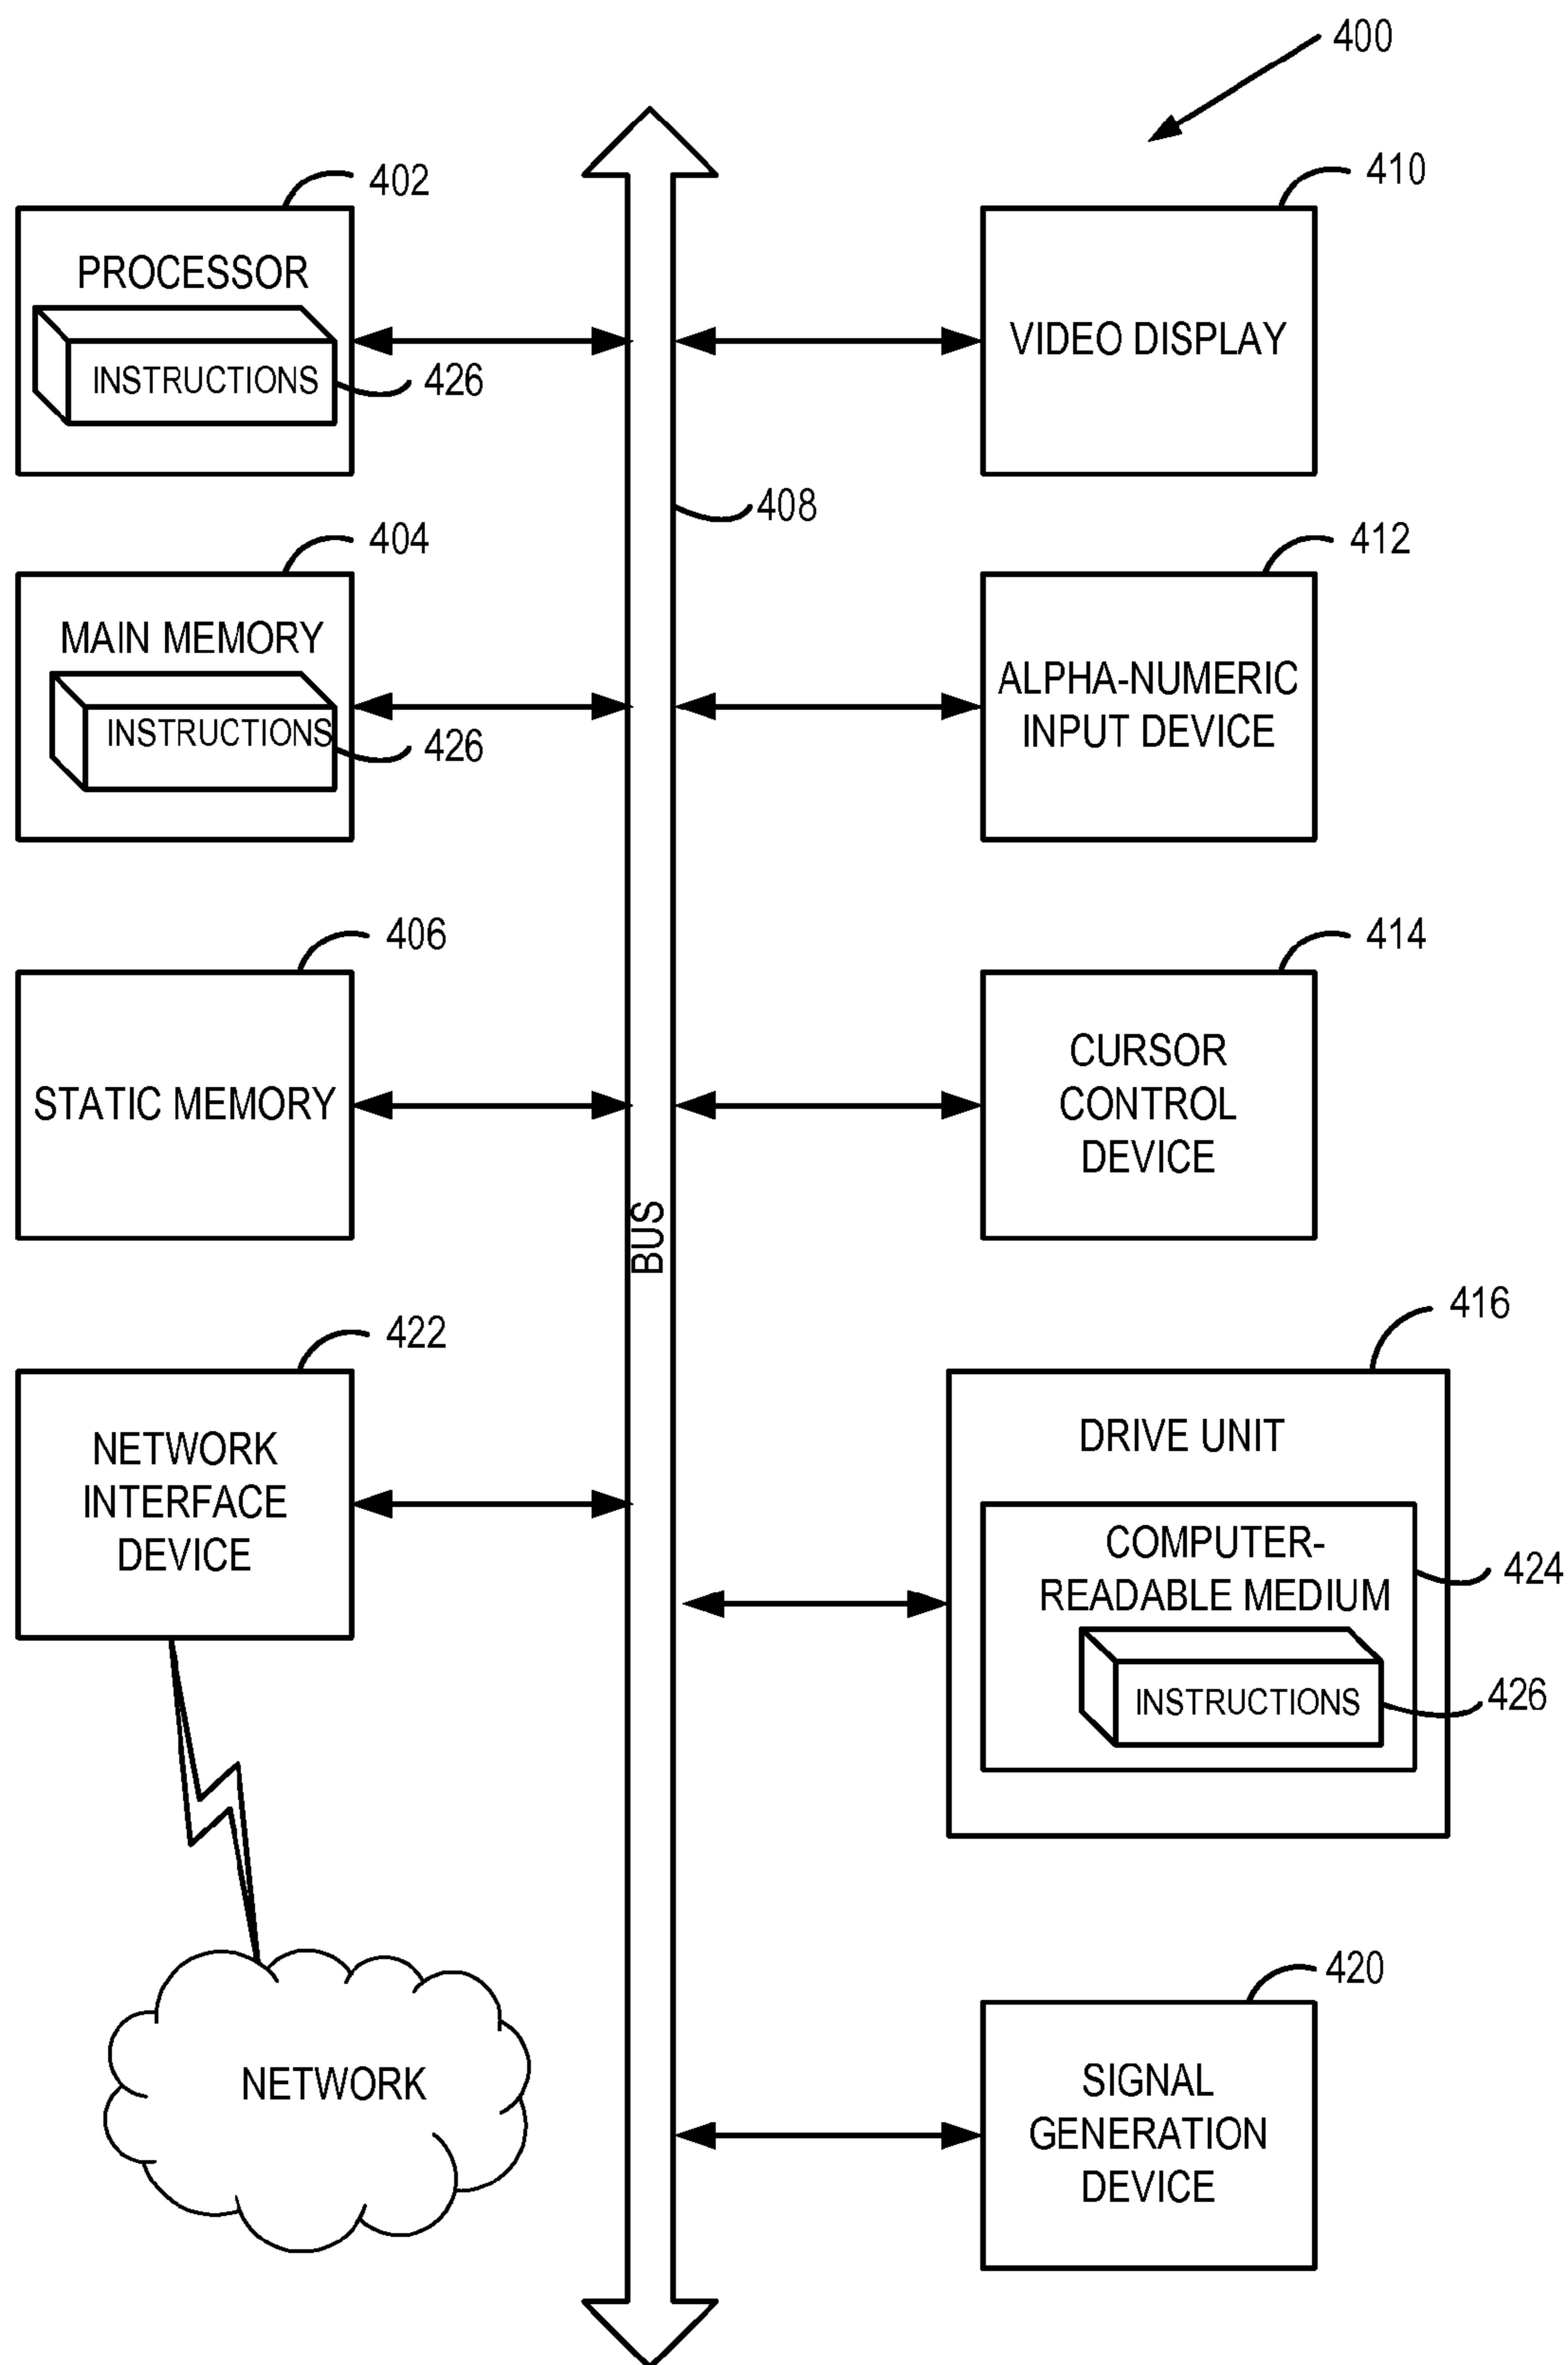 400
402
PROCESSOR
INSTRUCTIONS
426
410
VIDEO DISPLAY
408
404
MAIN MEMORY
INSTRUCTIONS
426
412
ALPHA-NUMERIC
INPUT DEVICE
406
STATIC MEMORY
414
CURSOR
CONTROL
DEVICE
BUS
422
NETWORK
INTERFACE
DEVICE
416
DRIVE UNIT
COMPUTER-
READABLE MEDIUM
424
INSTRUCTIONS
426
NETWORK
420
SIGNAL
GENERATION
DEVICE